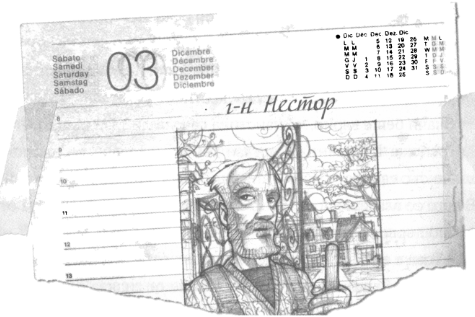 Sabato
Samedi
Saturday
Samstag
Sábado
03
Dicembre
Décembre
December
Dezember
Diciembre
Dic. Déc. Dec. Dez. Dic.
L L 5 12 19 26
M M 6 13 20 27
M M 7 14 21 28
G J 1 8 15 22 29
V V 2 9 16 23 30
S S 3 10 17 24 31
D D 4 11 18 25
г-н Нестор
8
9
10
11
12
13